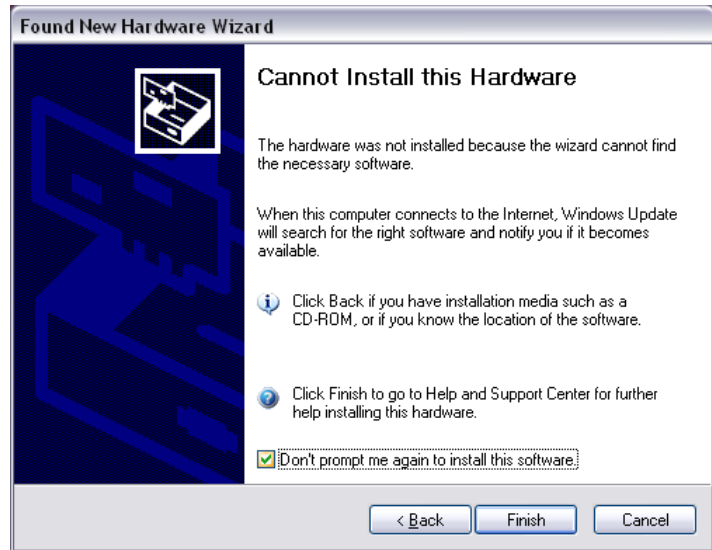 Found New Hardware Wizard
Cannot Install this Hardware
The hardware was not installed because the wizard cannot find
the necessary software.
When this computer connects to the Internet, Windows Update
will search for the right software and notify you if it becomes
available.
Click Back if you have installation media such as a
CD-ROM, or if you know the location of the software.
Click Finish to go to Help and Support Center for further
help installing this hardware.
Don't prompt me again to install this software.
< Back Finish Cancel